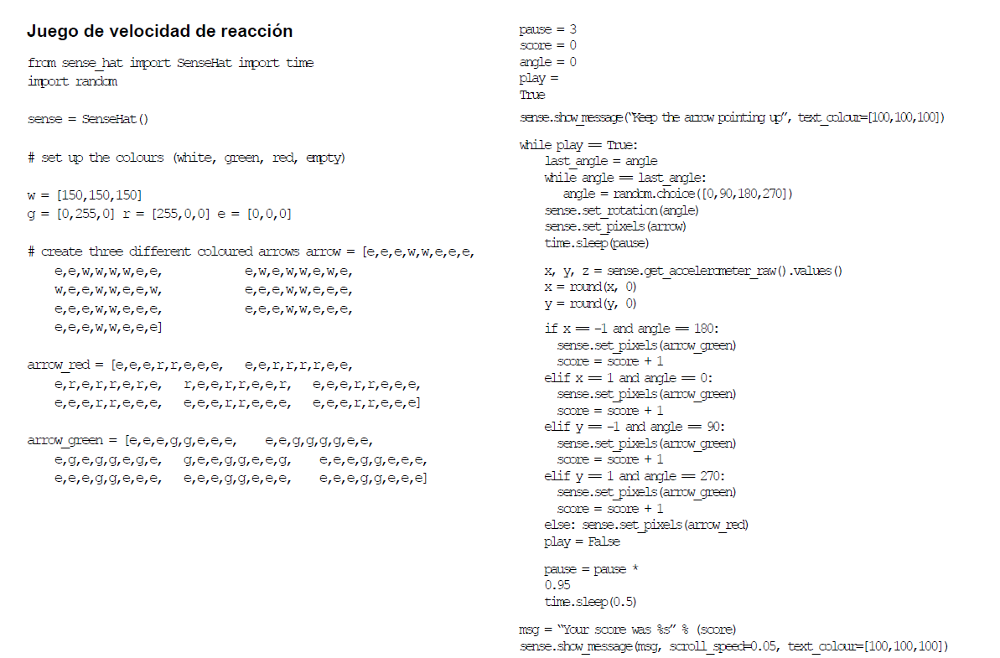 Juego de velocidad de reacción
from sense_hat import SenseHat import time
import random
sense = SenseHat()
# set up the colours (white, green, red, empty)
w = [150,150,150]
g = [0,255,0] r = [255,0,0] e = [0,0,0]
# create three different coloured arrows arrow = [e,e,e,w,w,e,e,e,
e,e,w,w,w,w,e,e, e,w,e,w,w,e,w,e,
w,e,e,w,w,e,e,w, e,e,e,w,w,e,e,e,
e,e,e,w,w,e,e,e, e,e,e,w,w,e,e,e,
e,e,e,w,w,e,e,e]
arrow_red = [e,e,e,r,r,e,e,e, e,e,r,r,r,r,e,e,
e,r,e,r,r,e,r,e, r,e,e,r,r,e,e,r, e,e,e,r,r,e,e,e,
e,e,e,r,r,e,e,e, e,e,e,r,r,e,e,e, e,e,e,r,r,e,e,e]
arrow_green = [e,e,e,g,g,e,e,e, e,e,g,g,g,g,e,e,
e,g,e,g,g,e,g,e, g,e,e,g,g,e,e,g, e,e,e,g,g,e,e,e,
e,e,e,g,g,e,e,e, e,e,e,g,g,e,e,e, e,e,e,g,g,e,e,e]
pause = 3
score = 0
angle = 0
play =
True
sense.show_message(“Keep the arrow pointing up”, text_colour=[100,100,100])
while play == True:
last_angle = angle
while angle == last_angle:
angle = random.choice([0,90,180,270])
sense.set_rotation(angle)
sense.set_pixels(arrow)
time.sleep(pause)
x, y, z = sense.get_accelerometer_raw().values()
x = round(x, 0)
y = round(y, 0)
if x == -1 and angle == 180:
sense.set_pixels(arrow_green)
score = score + 1
elif x == 1 and angle == 0:
sense.set_pixels(arrow_green)
score = score + 1
elif y == -1 and angle == 90:
sense.set_pixels(arrow_green)
score = score + 1
elif y == 1 and angle == 270:
sense.set_pixels(arrow_green)
score = score + 1
else: sense.set_pixels(arrow_red)
play = False
pause = pause *
0.95
time.sleep(0.5)
msg = “Your score was %s” % (score)
sense.show_message(msg, scroll_speed=0.05, text_colour=[100,100,100])